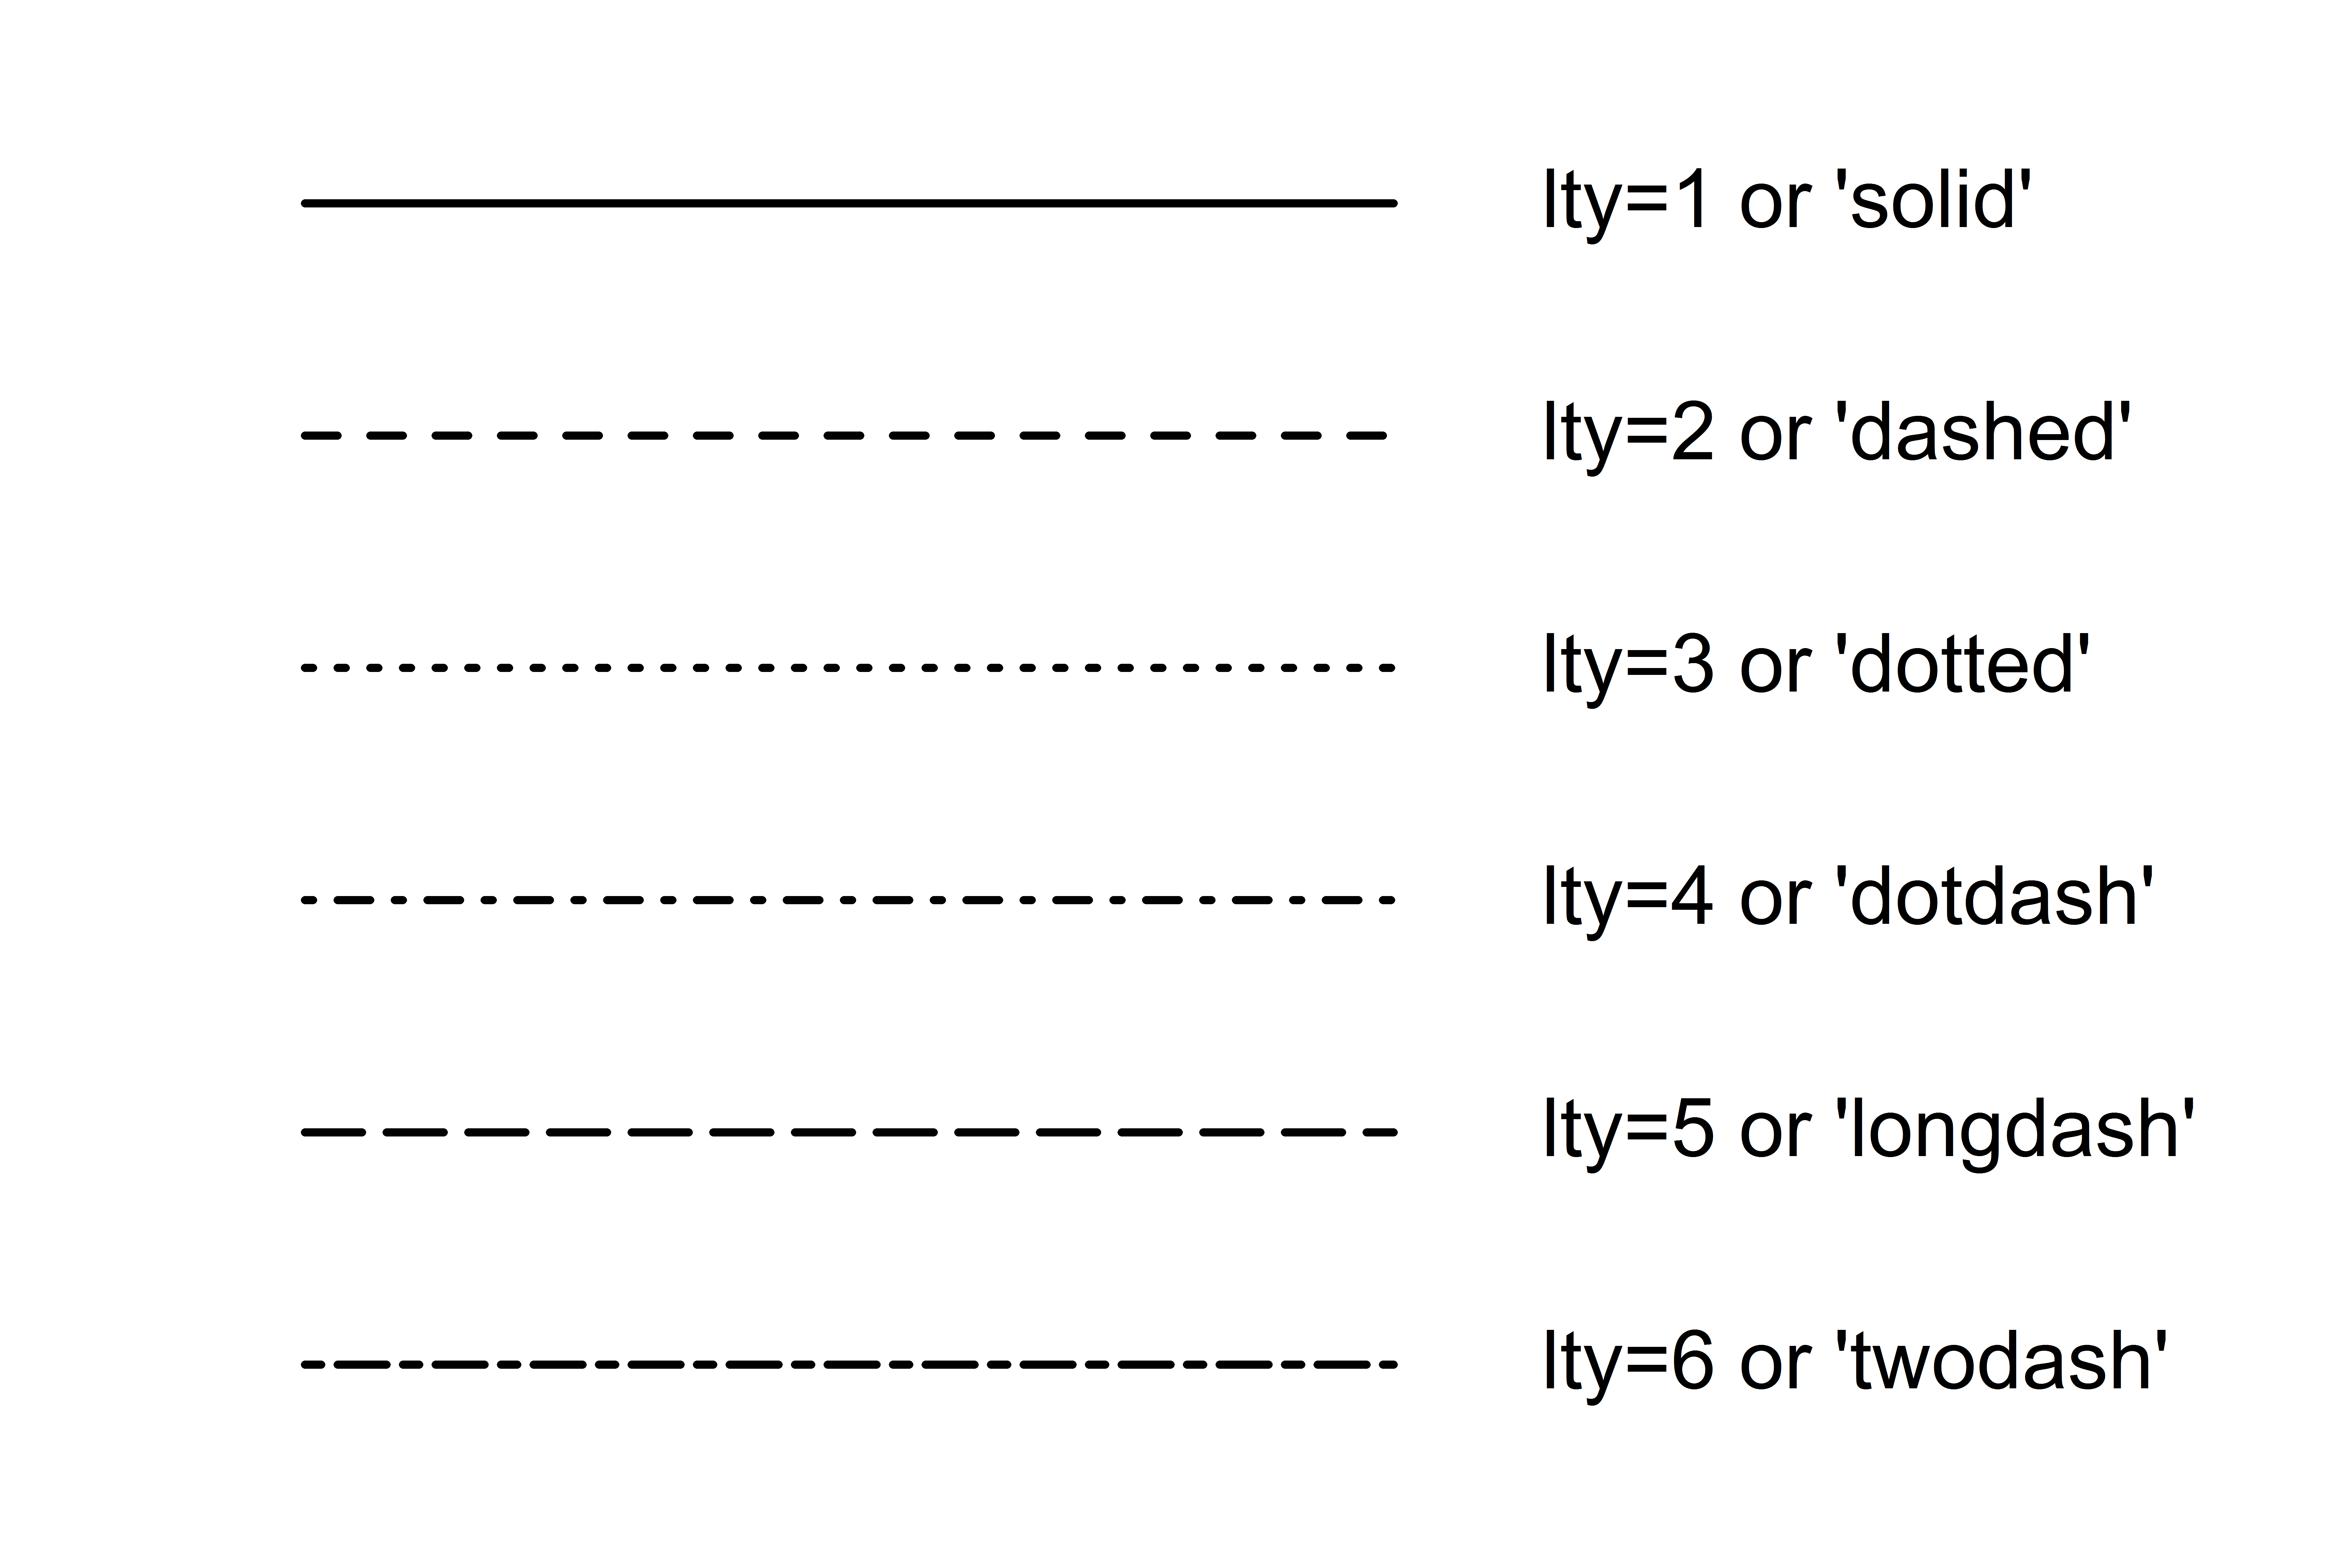 lty=1 or 'solid'
lty=2 or 'dashed'
lty=3 or 'dotted'
lty=4 or 'dotdash'
lty=5 or 'longdash'
lty=6 or 'twodash'